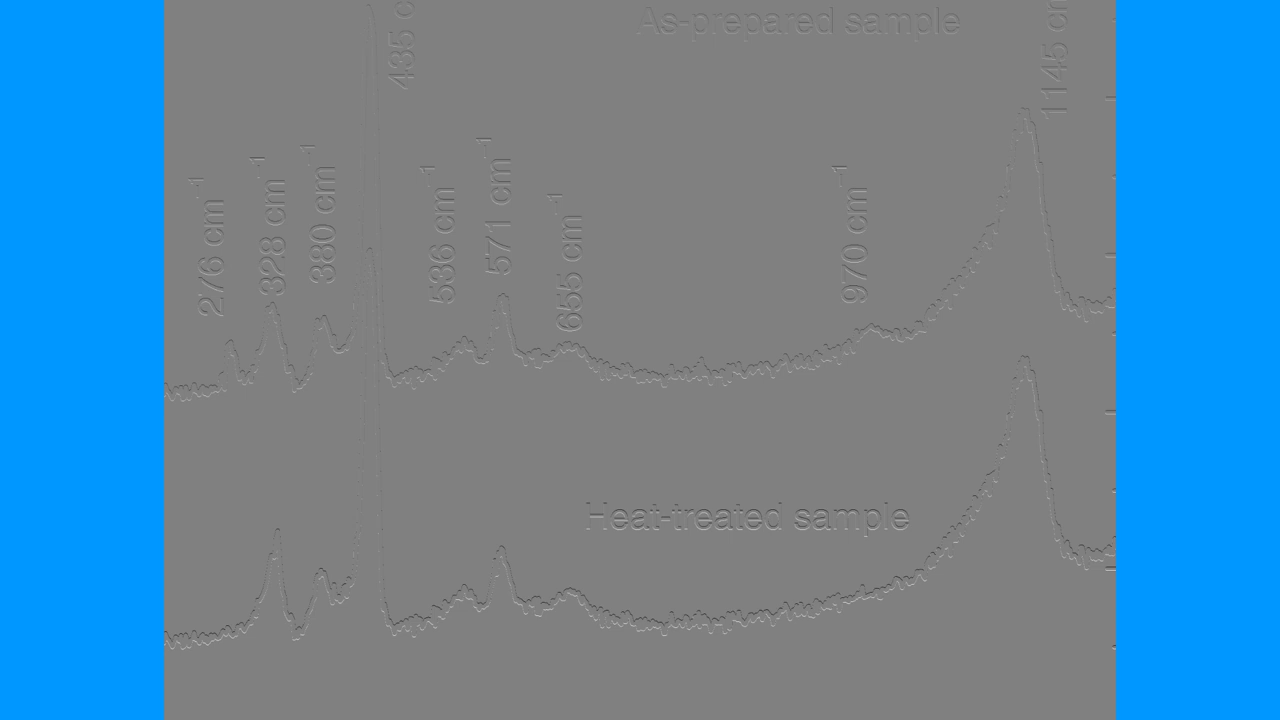 As-prepared sample
435 c
1145 cm
276 cm-1
328 cm-1
380 cm-1
536 cm-1
571 cm-1
655 cm-1
970 cm-1
Heat-treated sample